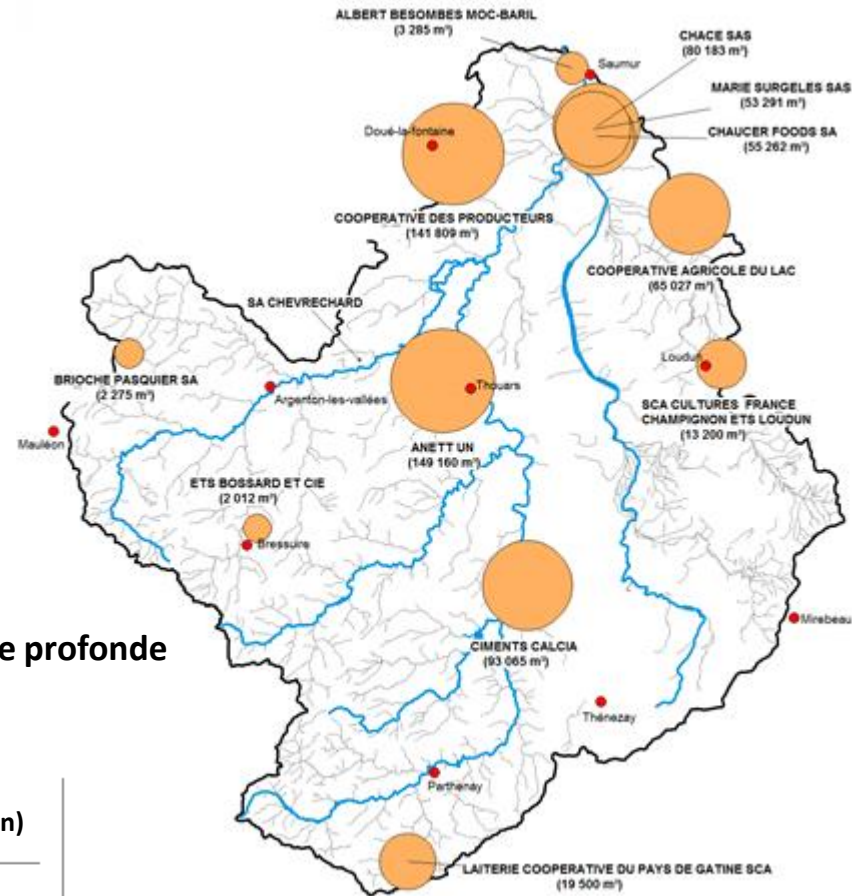 ALBERT BESOMBES MOC-BARIL
(3 285 m³)
CHACE SAS
(80 183 m³)
Saumur
MARIE SURGELES SAS
(53 291 m³)
Doué-la-fontaine
CHAUCER FOODS SA
(55 262 m³)
COOPERATIVE DES PRODUCTEURS
(141 809 m³)
COOPERATIVE AGRICOLE DU LAC
(65 027 m³)
SA CHEVRECHARD
Loudun
BRIOCHE PASQUIER SA
(2 275 m³)
Argenton-les-vallées
Thouars
SCA CULTURES FRANCE
CHAMPIGNON ETS LOUDUN
(13 200 m³)
Mauléon
ANETT UN
(149 160 m³)
ETS BOSSARD ET CIE
(2 012 m³)
Bressuire
Mirebeau
e profonde
CIMENTS CALCIA
(93 065 m³)
Thénezay
Parthenay
n)
LAITERIE COOPERATIVE DU PAYS DE GATINE SCA
(19 500 m³)